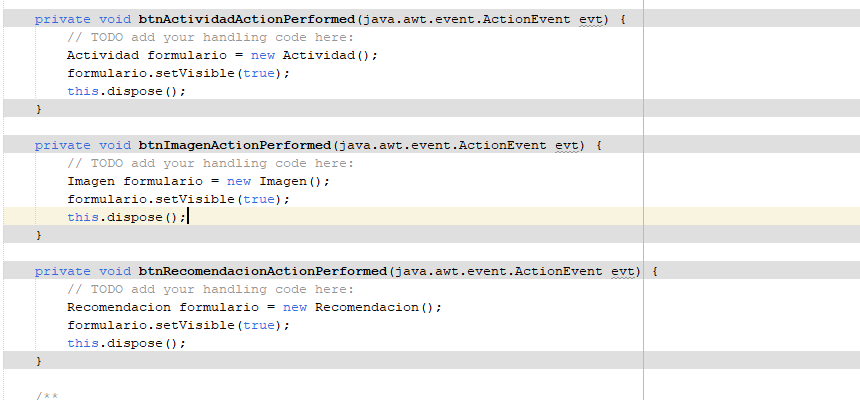 private void btnActividadActionPerformed(java.awt.event.ActionEvent evt) {
// TODO add your handling code here:
Actividad formulario = new Actividad();
formulario.setVisible(true);
this.dispose();
}
private void btnImagenActionPerformed(java.awt.event.ActionEvent evt) {
// TODO add your handling code here:
Imagen formulario = new Imagen();
formulario.setVisible(true);
this.dispose();
}
private void btnRecomendacionActionPerformed(java.awt.event.ActionEvent evt) {
// TODO add your handling code here:
Recomendacion formulario = new Recomendacion();
formulario.setVisible(true);
this.dispose();
}
/**